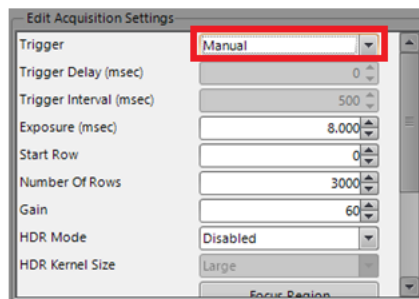 Edit Acquisition Settings
Trigger Manual
Trigger Delay (msec) 0
Trigger Interval (msec) 500
Exposure (msec) 8.000
Start Row 0
Number Of Rows 3000
Gain 60
HDR Mode Disabled
HDR Kernel Size Large
Focus Region